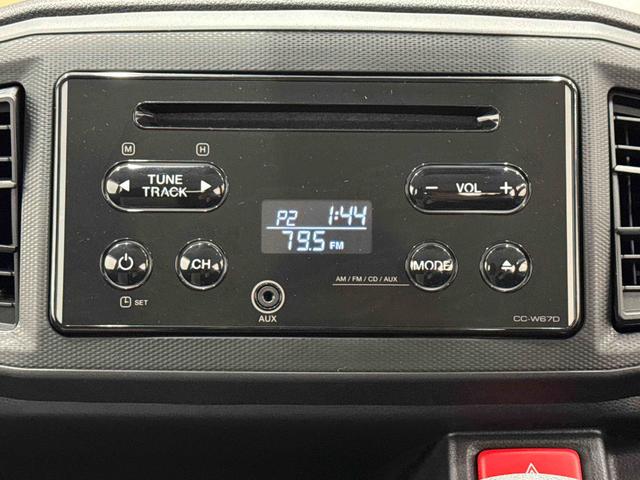 M H
TUNE
TRACK
− VOL +
P2 1:44
79.5 FM
CH
MODE
AM / FM / CD / AUX
SET
AUX
CC-W67D